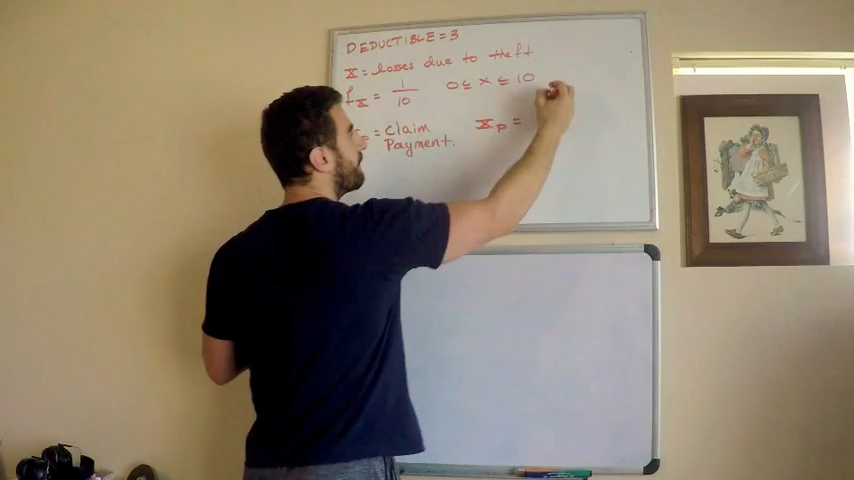 DEDUCTIBLE = 3
X = losses due to theft
f_X = 1/10 0 ≤ x ≤ 10
= claim Payment.
X_p =